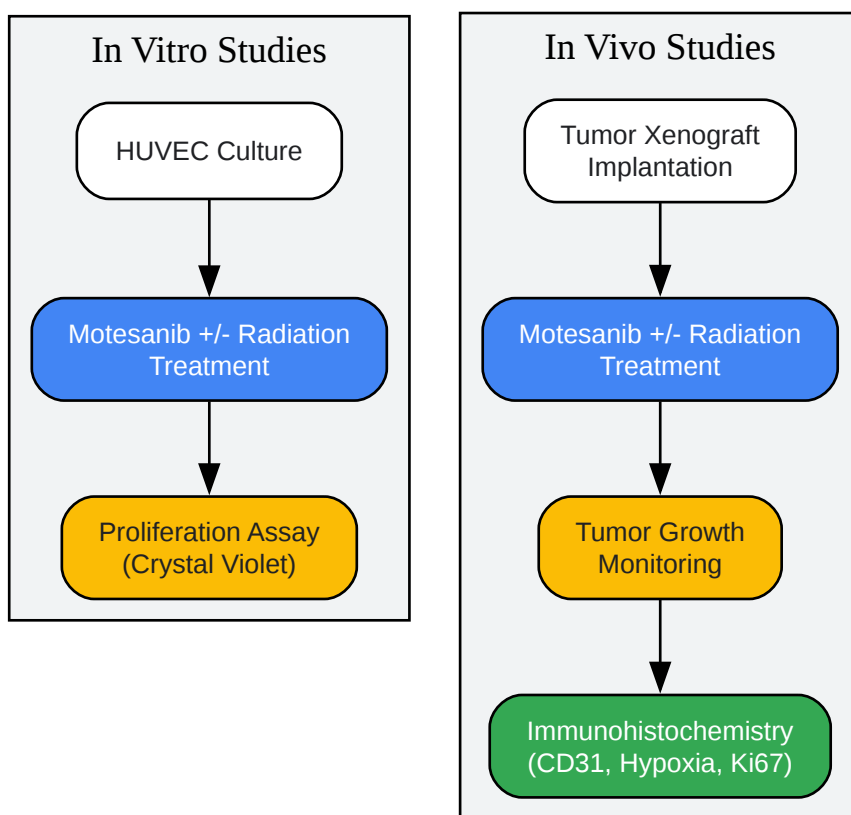 In Vitro Studies
HUVEC Culture
Motesanib +/- Radiation
Treatment
Proliferation Assay
(Crystal Violet)
In Vivo Studies
Tumor Xenograft
Implantation
Motesanib +/- Radiation
Treatment
Tumor Growth
Monitoring
Immunohistochemistry
(CD31, Hypoxia, Ki67)